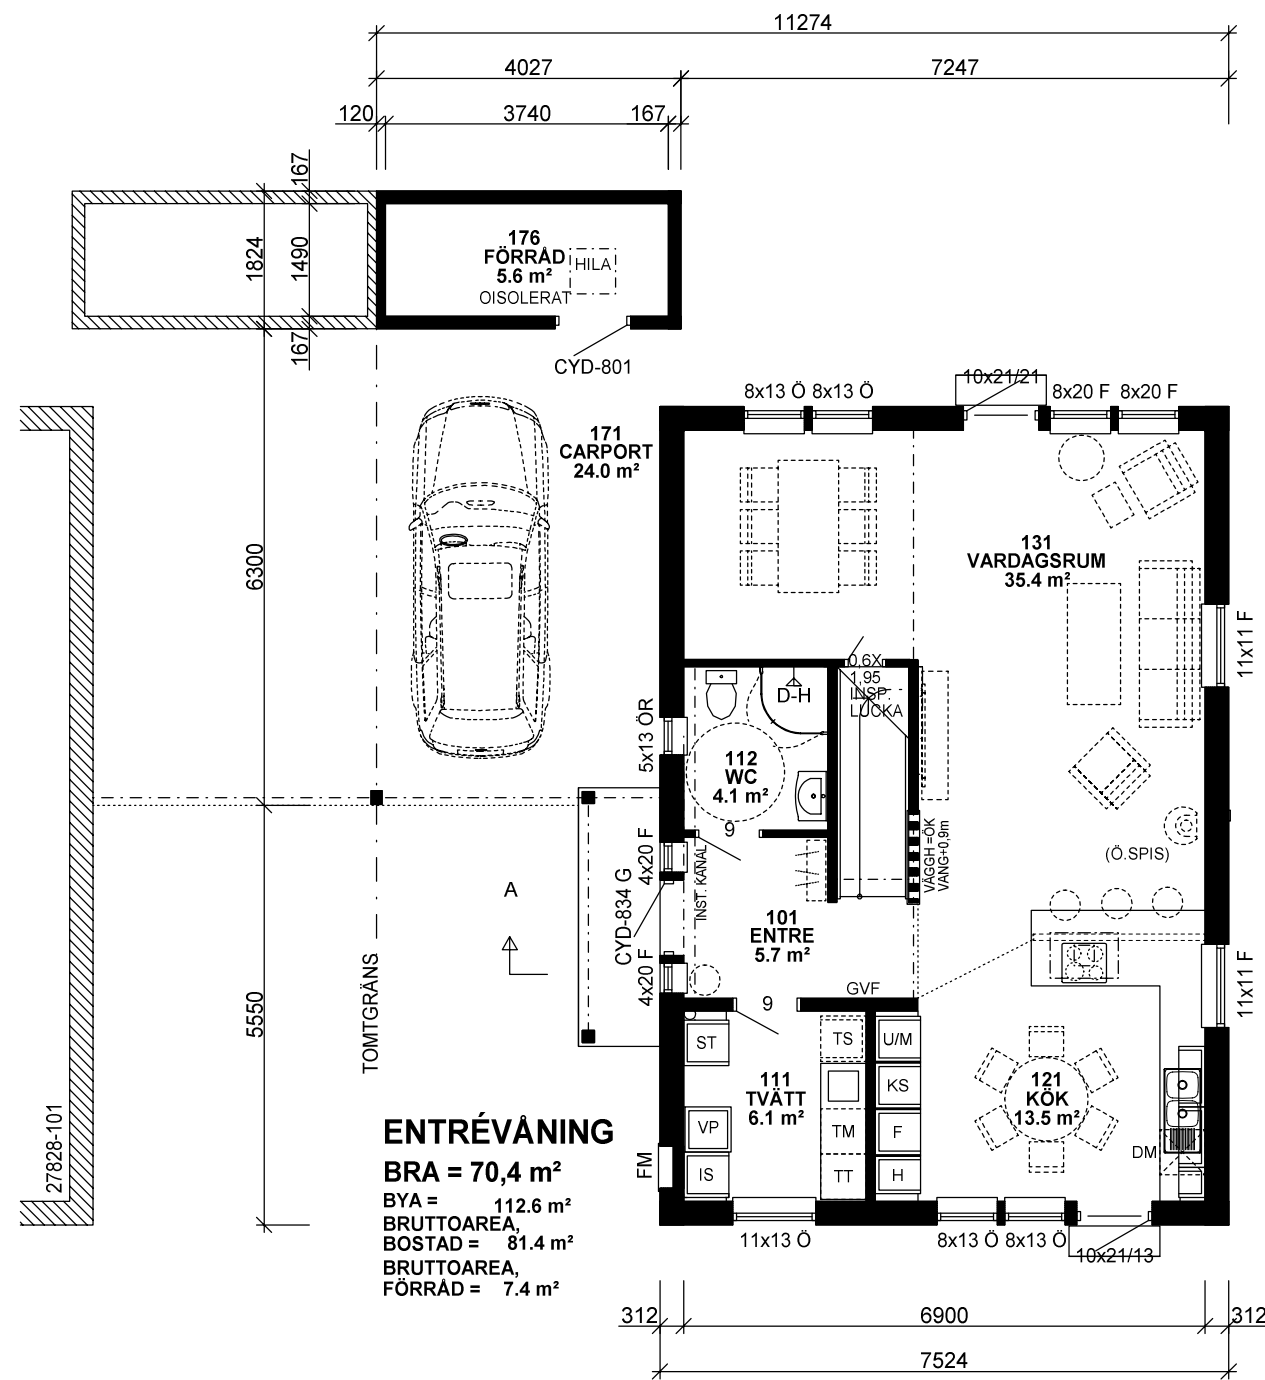 11274
4027
7247
120
3740
167
167
1824
1490
167
176
FÖRRÅD
5.6 m²
HILA
OISOLERAT
CYD-801
8x13 Ö
8x13 Ö
10x21/21
8x20 F
8x20 F
171
CARPORT
24.0 m²
131
VARDAGSRUM
35.4 m²
6300
11x11 F
0,6X
1,95
INSP.
LUCKA
D-H
5x13 ÖR
112
WC
4.1 m²
9
4x20 F
INST. KANAL
VÄGGH =ÖK
VANG+0,9m
(Ö.SPIS)
A
CYD-834 G
101
ENTRE
5.7 m²
4x20 F
GVF
9
11x11 F
5550
TOMTGRÄNS
ST
TS
U/M
111
TVÄTT
6.1 m²
KS
121
KÖK
13.5 m²
VP
TM
F
DM
27828-101
FM
IS
TT
H
ENTRÉVÅNING
BRA = 70,4 m²
BYA = 112.6 m²
BRUTTOAREA,
BOSTAD = 81.4 m²
BRUTTOAREA,
FÖRRÅD = 7.4 m²
11x13 Ö
8x13 Ö
8x13 Ö
10x21/13
312
6900
312
7524